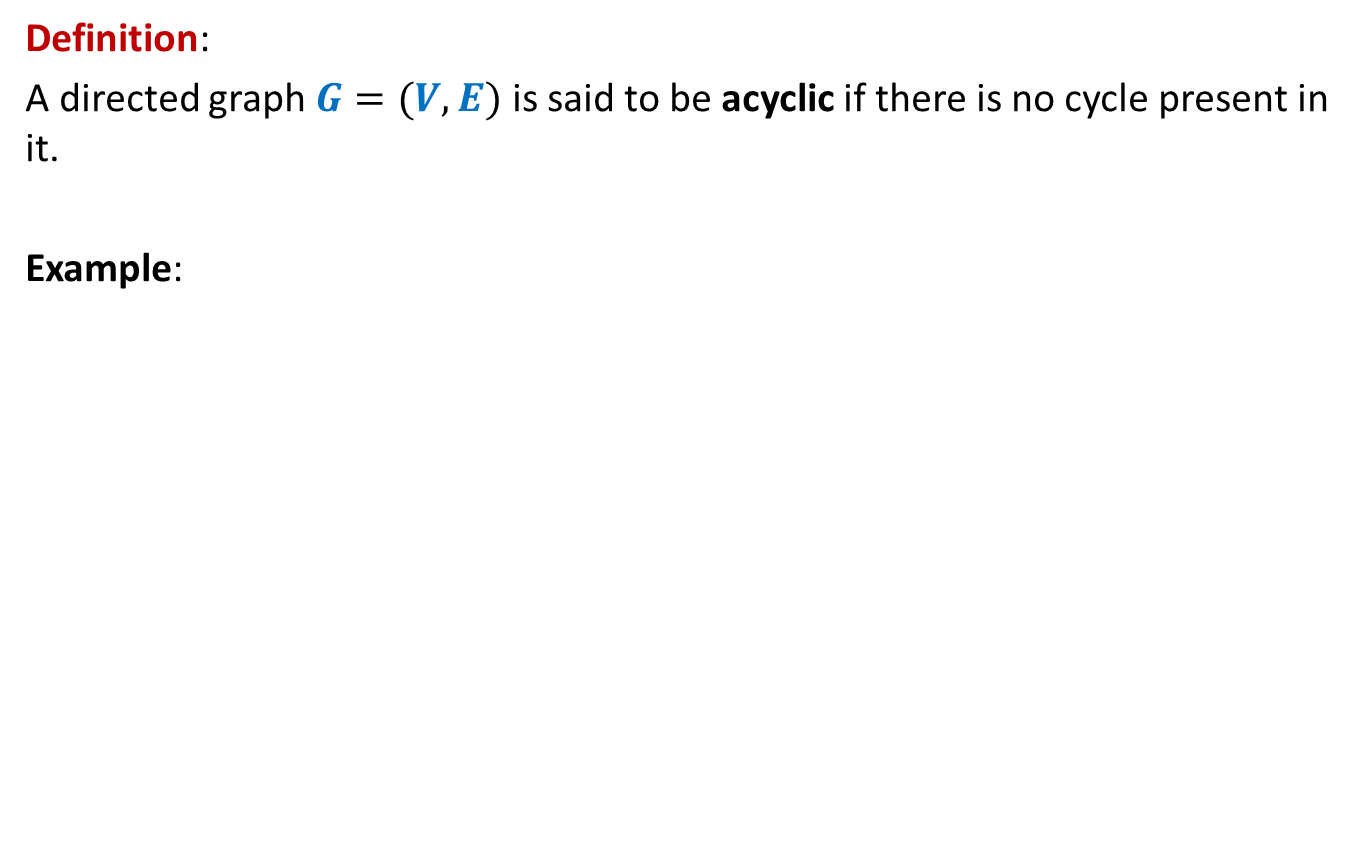 Definition:
A directed graph G = (V, E) is said to be acyclic if there is no cycle present in
it.
Example: